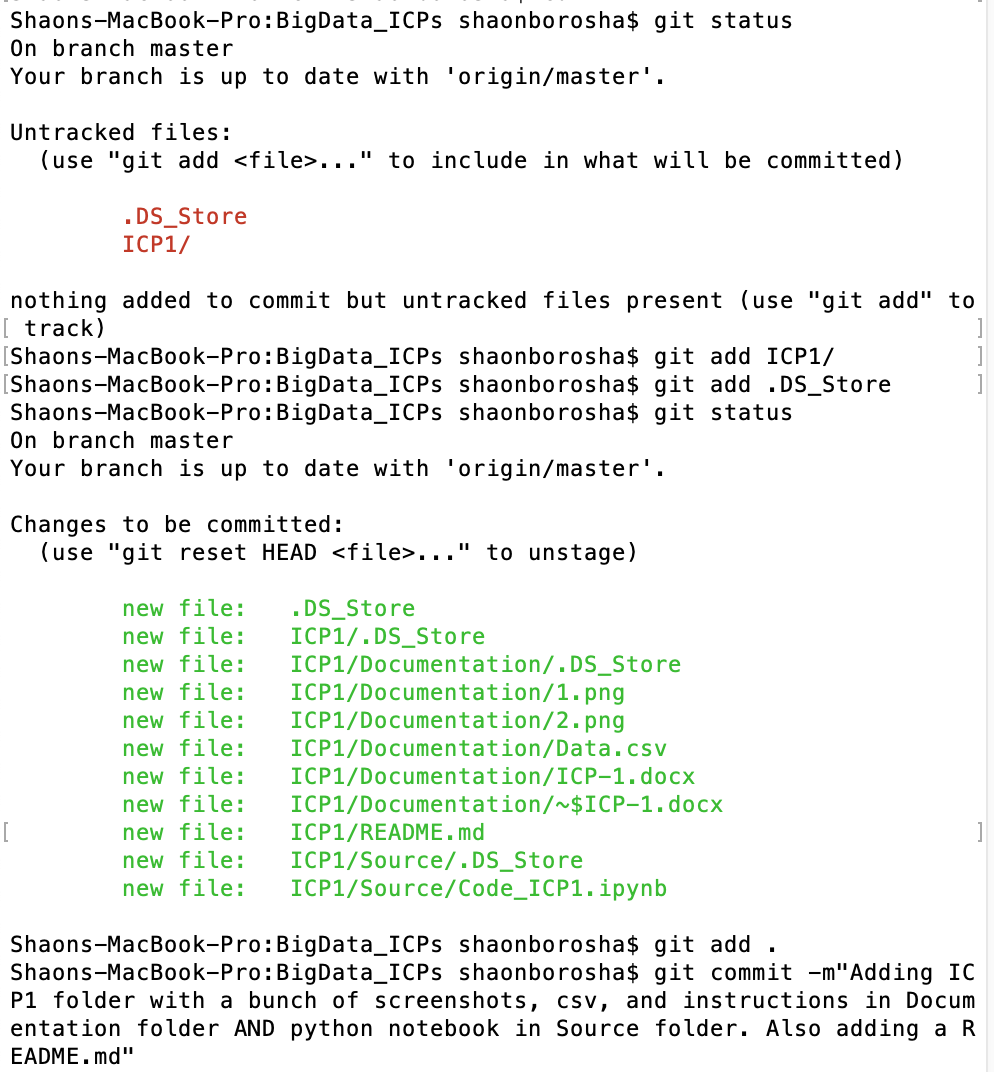 Shaons-MacBook-Pro:BigData_ICPs shaonborosha$ git status
On branch master
Your branch is up to date with 'origin/master'.
Untracked files:
(use "git add <file>..." to include in what will be committed)
.DS_Store
ICP1/
nothing added to commit but untracked files present (use "git add" to
[ track) ]
[Shaons-MacBook-Pro:BigData_ICPs shaonborosha$ git add ICP1/ ]
[Shaons-MacBook-Pro:BigData_ICPs shaonborosha$ git add .DS_Store ]
Shaons-MacBook-Pro:BigData_ICPs shaonborosha$ git status
On branch master
Your branch is up to date with 'origin/master'.
Changes to be committed:
(use "git reset HEAD <file>..." to unstage)
new file:   .DS_Store
new file:   ICP1/.DS_Store
new file:   ICP1/Documentation/.DS_Store
new file:   ICP1/Documentation/1.png
new file:   ICP1/Documentation/2.png
new file:   ICP1/Documentation/Data.csv
new file:   ICP1/Documentation/ICP-1.docx
new file:   ICP1/Documentation/~$ICP-1.docx
[ new file:   ICP1/README.md ]
new file:   ICP1/Source/.DS_Store
new file:   ICP1/Source/Code_ICP1.ipynb
Shaons-MacBook-Pro:BigData_ICPs shaonborosha$ git add .
Shaons-MacBook-Pro:BigData_ICPs shaonborosha$ git commit -m"Adding IC
P1 folder with a bunch of screenshots, csv, and instructions in Docum
entation folder AND python notebook in Source folder. Also adding a R
EADME.md"